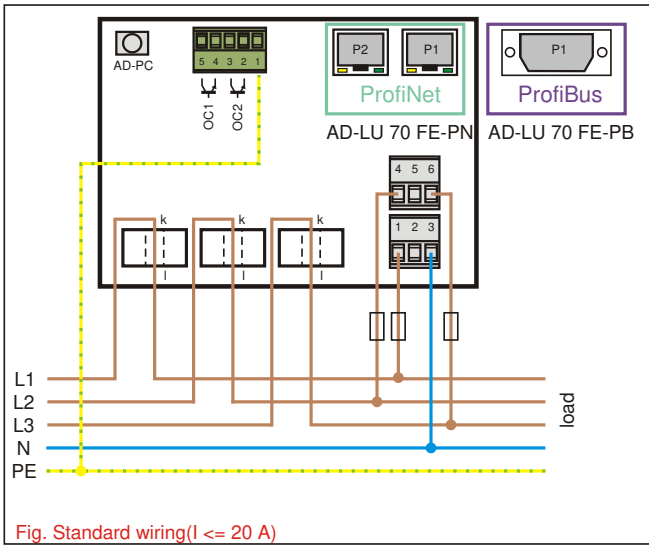 AD-PC
5 4 3 2 1
OC1
OC2
P2
P1
ProfiNet
AD-LU 70 FE-PN
P1
ProfiBus
AD-LU 70 FE-PB
4 5 6
1 2 3
k
l
k
l
k
l
L1
L2
L3
N
PE
load
Fig. Standard wiring(I <= 20 A)